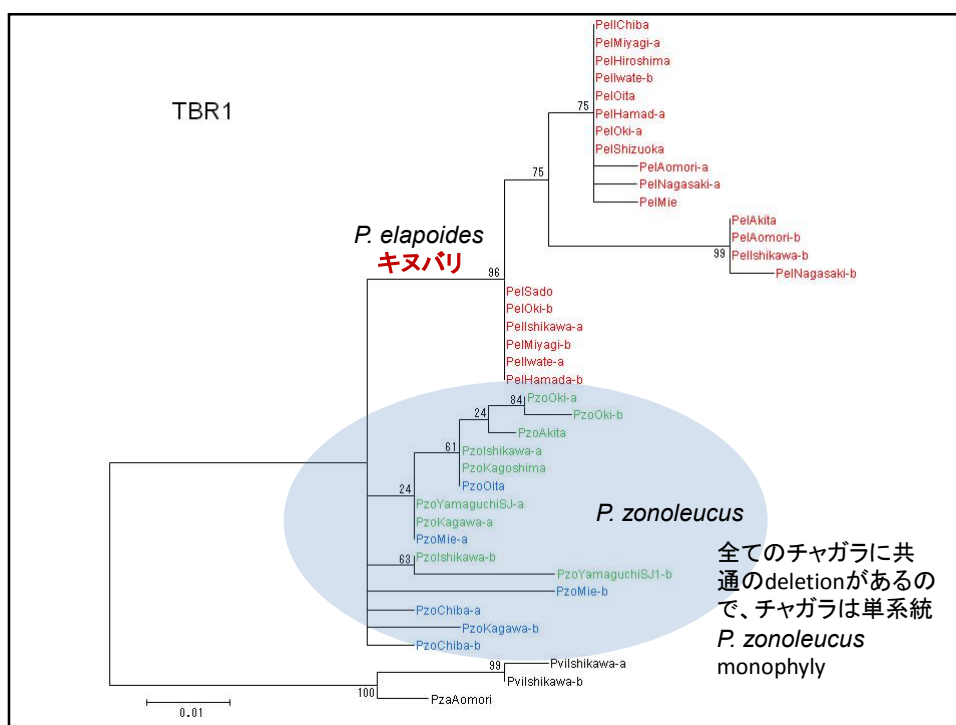 TBR1
PelIChiba
PelMiyagi-a
PelHiroshima
PelIwate-b
PelOita
PelHamad-a
PelOki-a
PelShizuoka
PelAomori-a
PelNagasaki-a
PelMie
75
75
PelAkita
PelAomori-b
PelIshikawa-b
PelNagasaki-b
99
P. elapoides
キヌバリ
96
PelSado
PelOki-b
PelIshikawa-a
PelMiyagi-b
PelIwate-a
PelHamada-b
PzoOki-a
84
PzoOki-b
24
PzoAkita
61
PzoIshikawa-a
PzoKagoshima
PzoOita
24
PzoYamaguchiSJ-a
PzoKagawa-a
PzoMie-a
PzoIshikawa-b
63
PzoYamaguchiSJ1-b
PzoMie-b
PzoChiba-a
PzoKagawa-b
PzoChiba-b
P. zonoleucus
全てのチャガラに共
通のdeletionがあるの
で、チャガラは単系統
P. zonoleucus
monophyly
99
PviIshikawa-a
PviIshikawa-b
100
PzaAomori
0.01